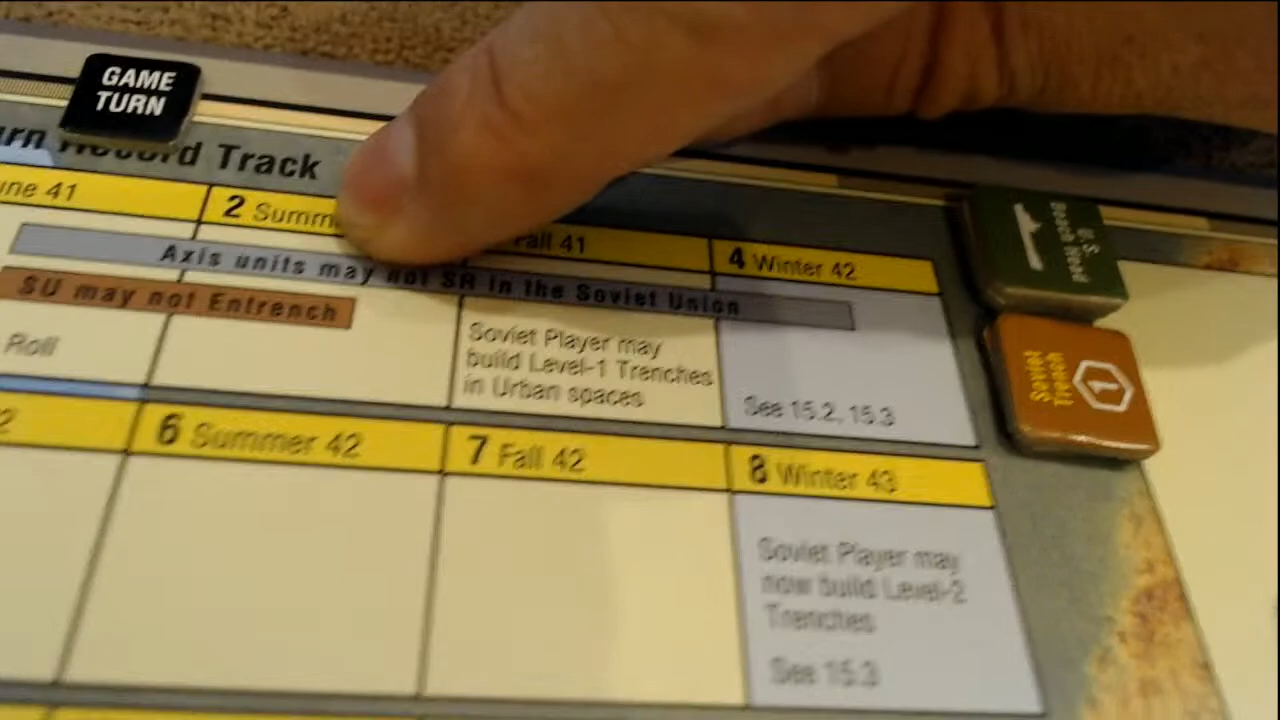 GAME
TURN
Record Track
une 41
2 Summ
Fall 41
4 Winter 42
Axis units may not SR in the Soviet Union
SU may not Entrench
Roll
Soviet Player may
build Level-1 Trenches
in Urban spaces
See 15.2, 15.3
U.S.
Beach Head
Soviet
Trench
1
2
6 Summer 42
7 Fall 42
8 Winter 43
Soviet Player may
now build Level-2
Trenches
See 15.3